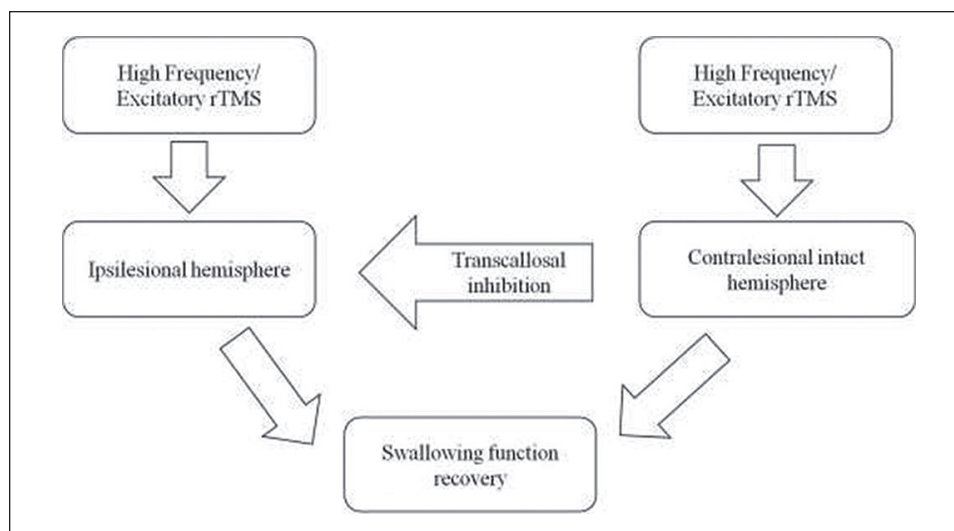 High Frequency/
Excitatory rTMS
High Frequency/
Excitatory rTMS
Ipsilesional hemisphere
Transcallosal
inhibition
Contralesional intact
hemisphere
Swallowing function
recovery